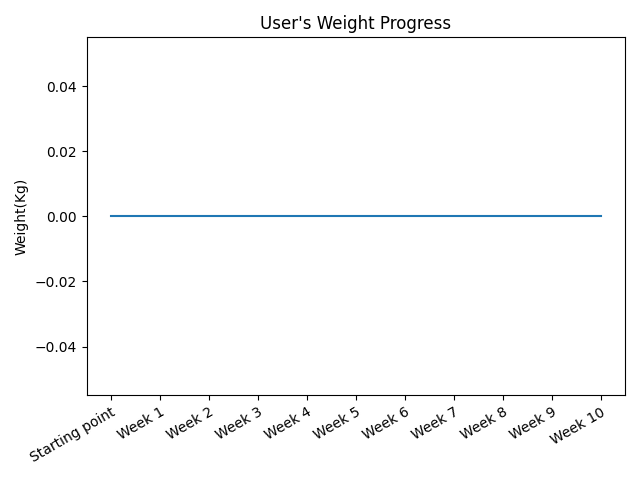 User's Weight Progress
Weight(Kg)
0.04
0.02
0.00
−0.02
−0.04
Starting point
Week 1
Week 2
Week 3
Week 4
Week 5
Week 6
Week 7
Week 8
Week 9
Week 10